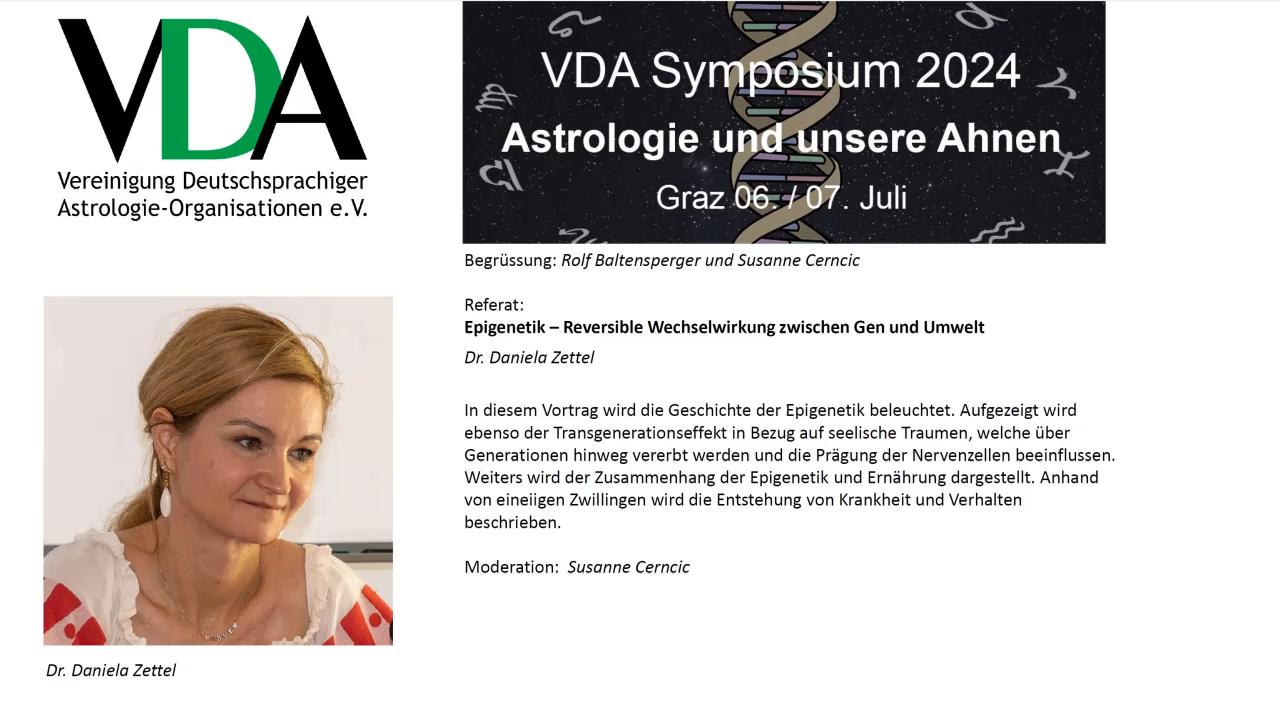 VDA
Vereinigung Deutschsprachiger
Astrologie-Organisationen e.V.
VDA Symposium 2024
Astrologie und unsere Ahnen
Graz 06. / 07. Juli
Begrüssung: Rolf Baltensperger und Susanne Cerncic
Referat:
Epigenetik – Reversible Wechselwirkung zwischen Gen und Umwelt
Dr. Daniela Zettel
In diesem Vortrag wird die Geschichte der Epigenetik beleuchtet. Aufgezeigt wird
ebenso der Transgenerationseffekt in Bezug auf seelische Traumen, welche über
Generationen hinweg vererbt werden und die Prägung der Nervenzellen beeinflussen.
Weiters wird der Zusammenhang der Epigenetik und Ernährung dargestellt. Anhand
von eineiigen Zwillingen wird die Entstehung von Krankheit und Verhalten
beschrieben.
Moderation: Susanne Cerncic
Dr. Daniela Zettel